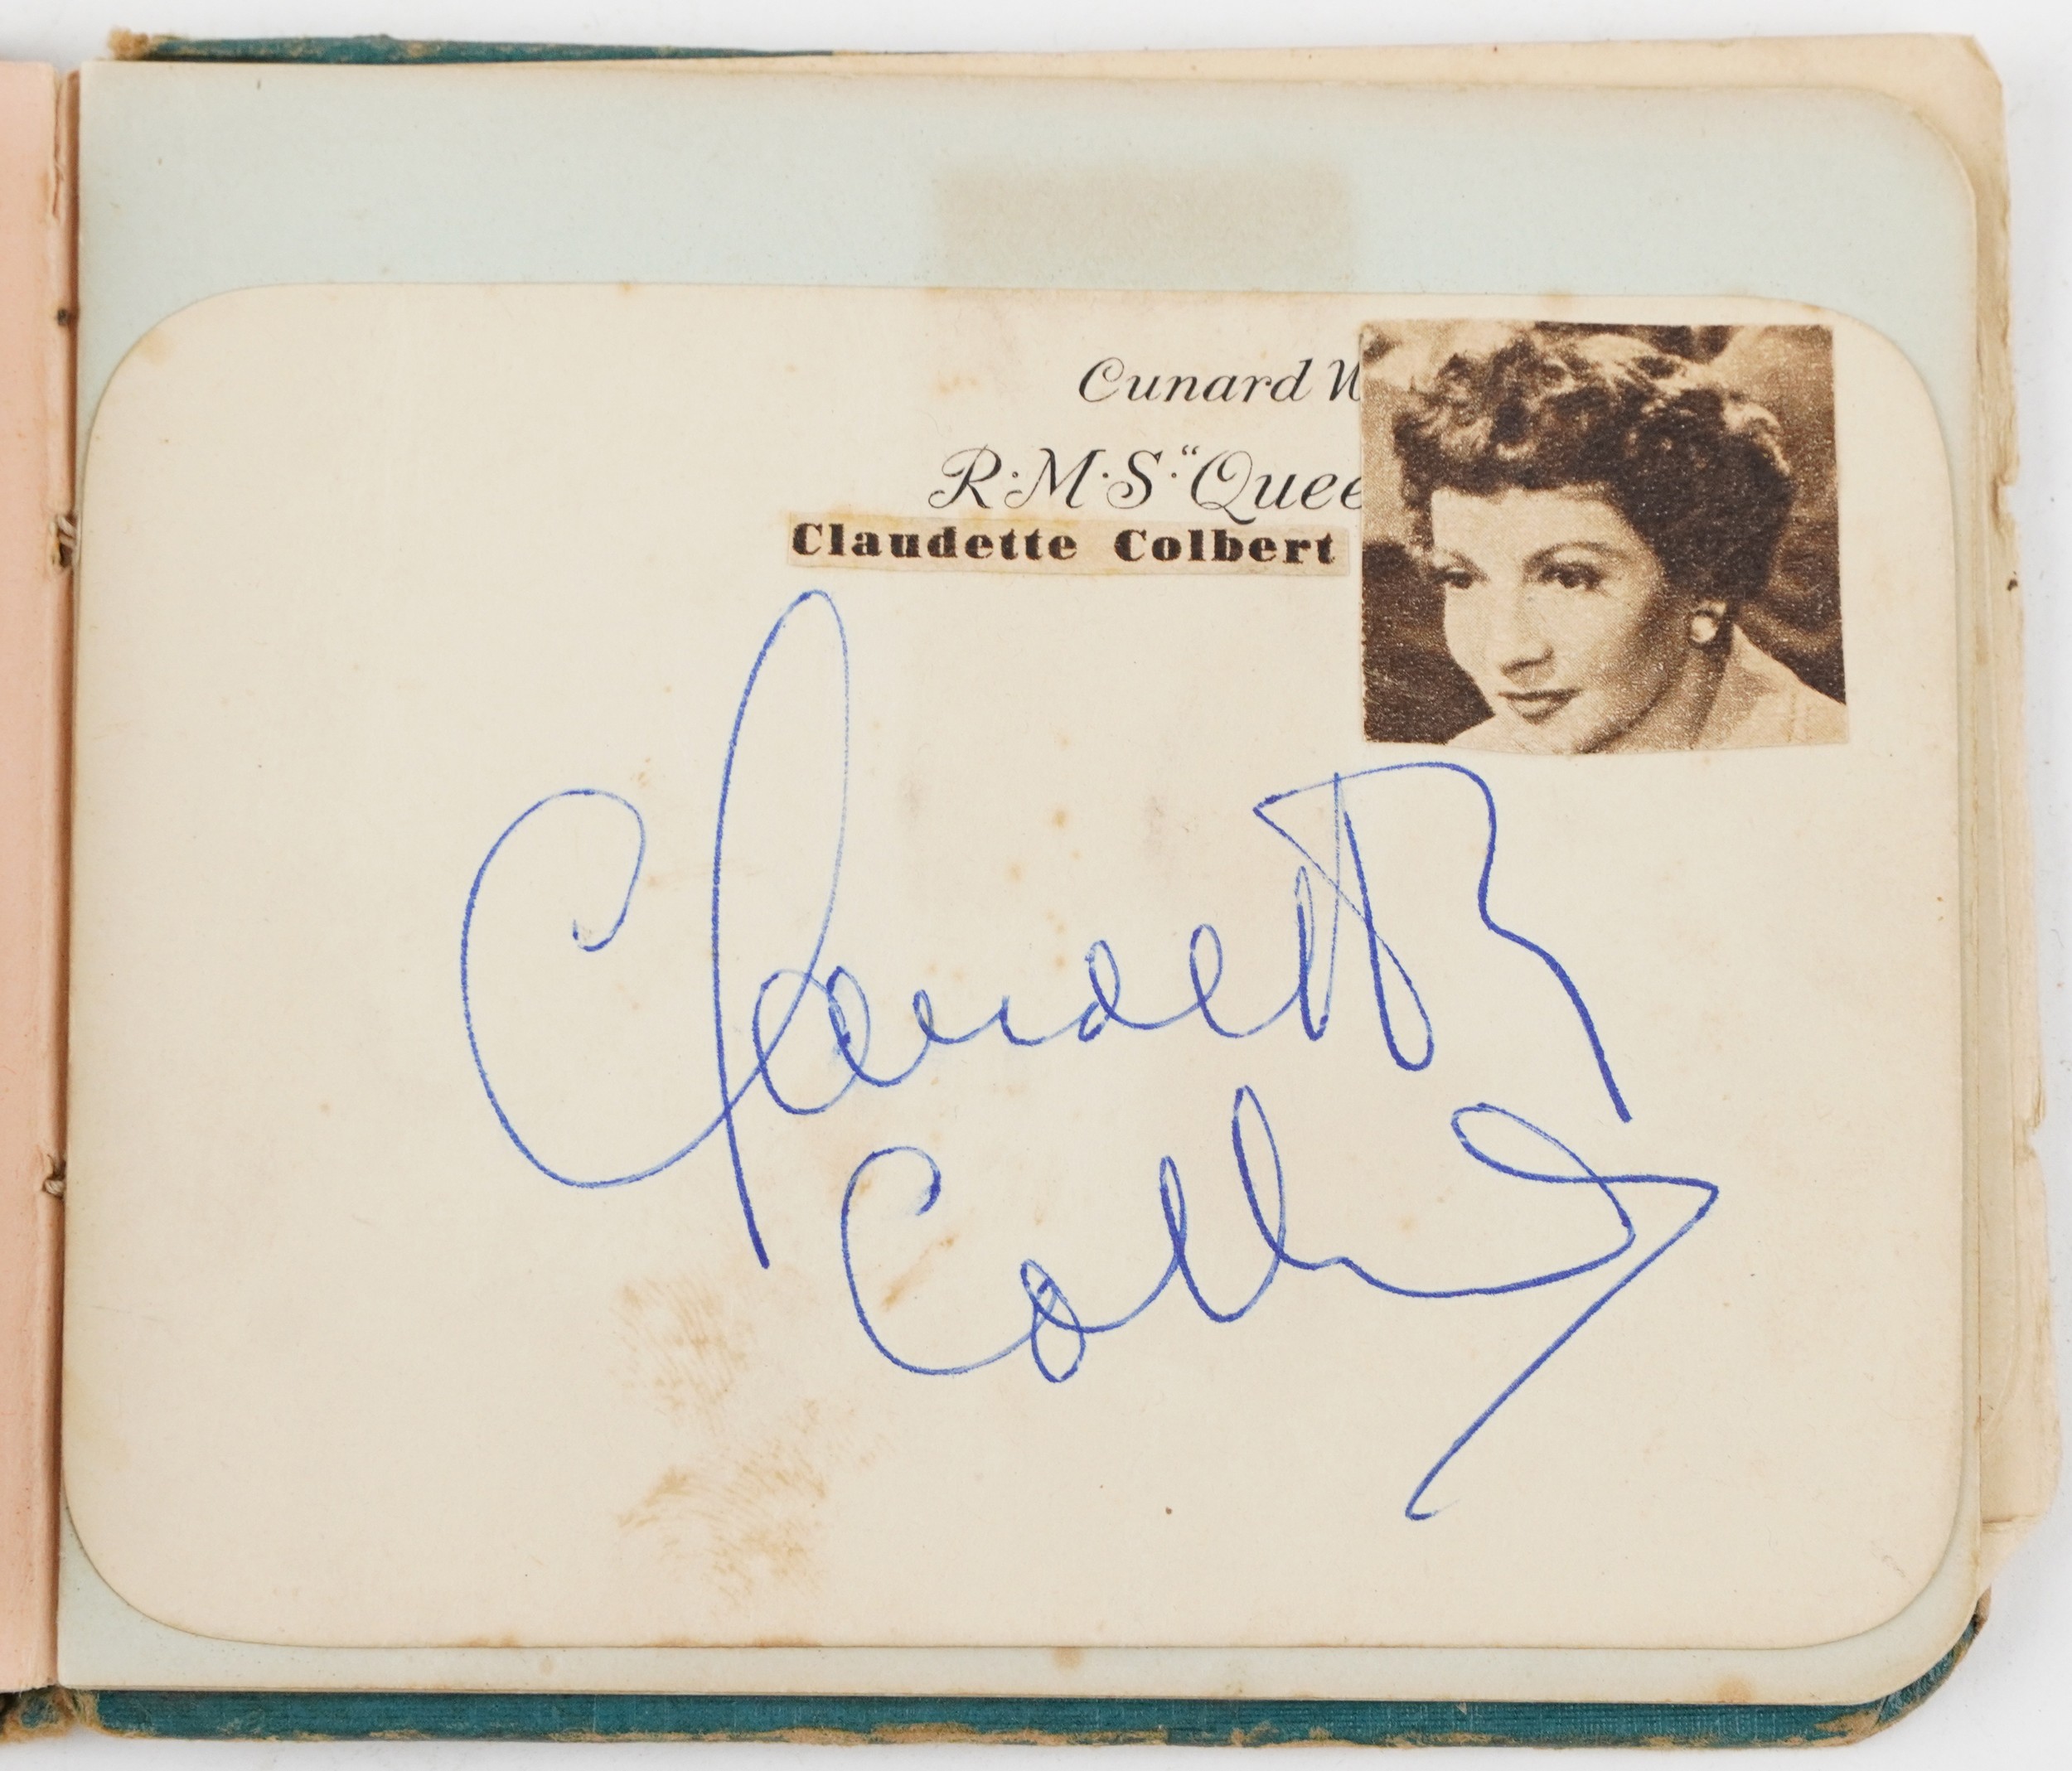 Cunard W
R·M·S·"Quee
Claudette Colbert
Claudette
Colbert